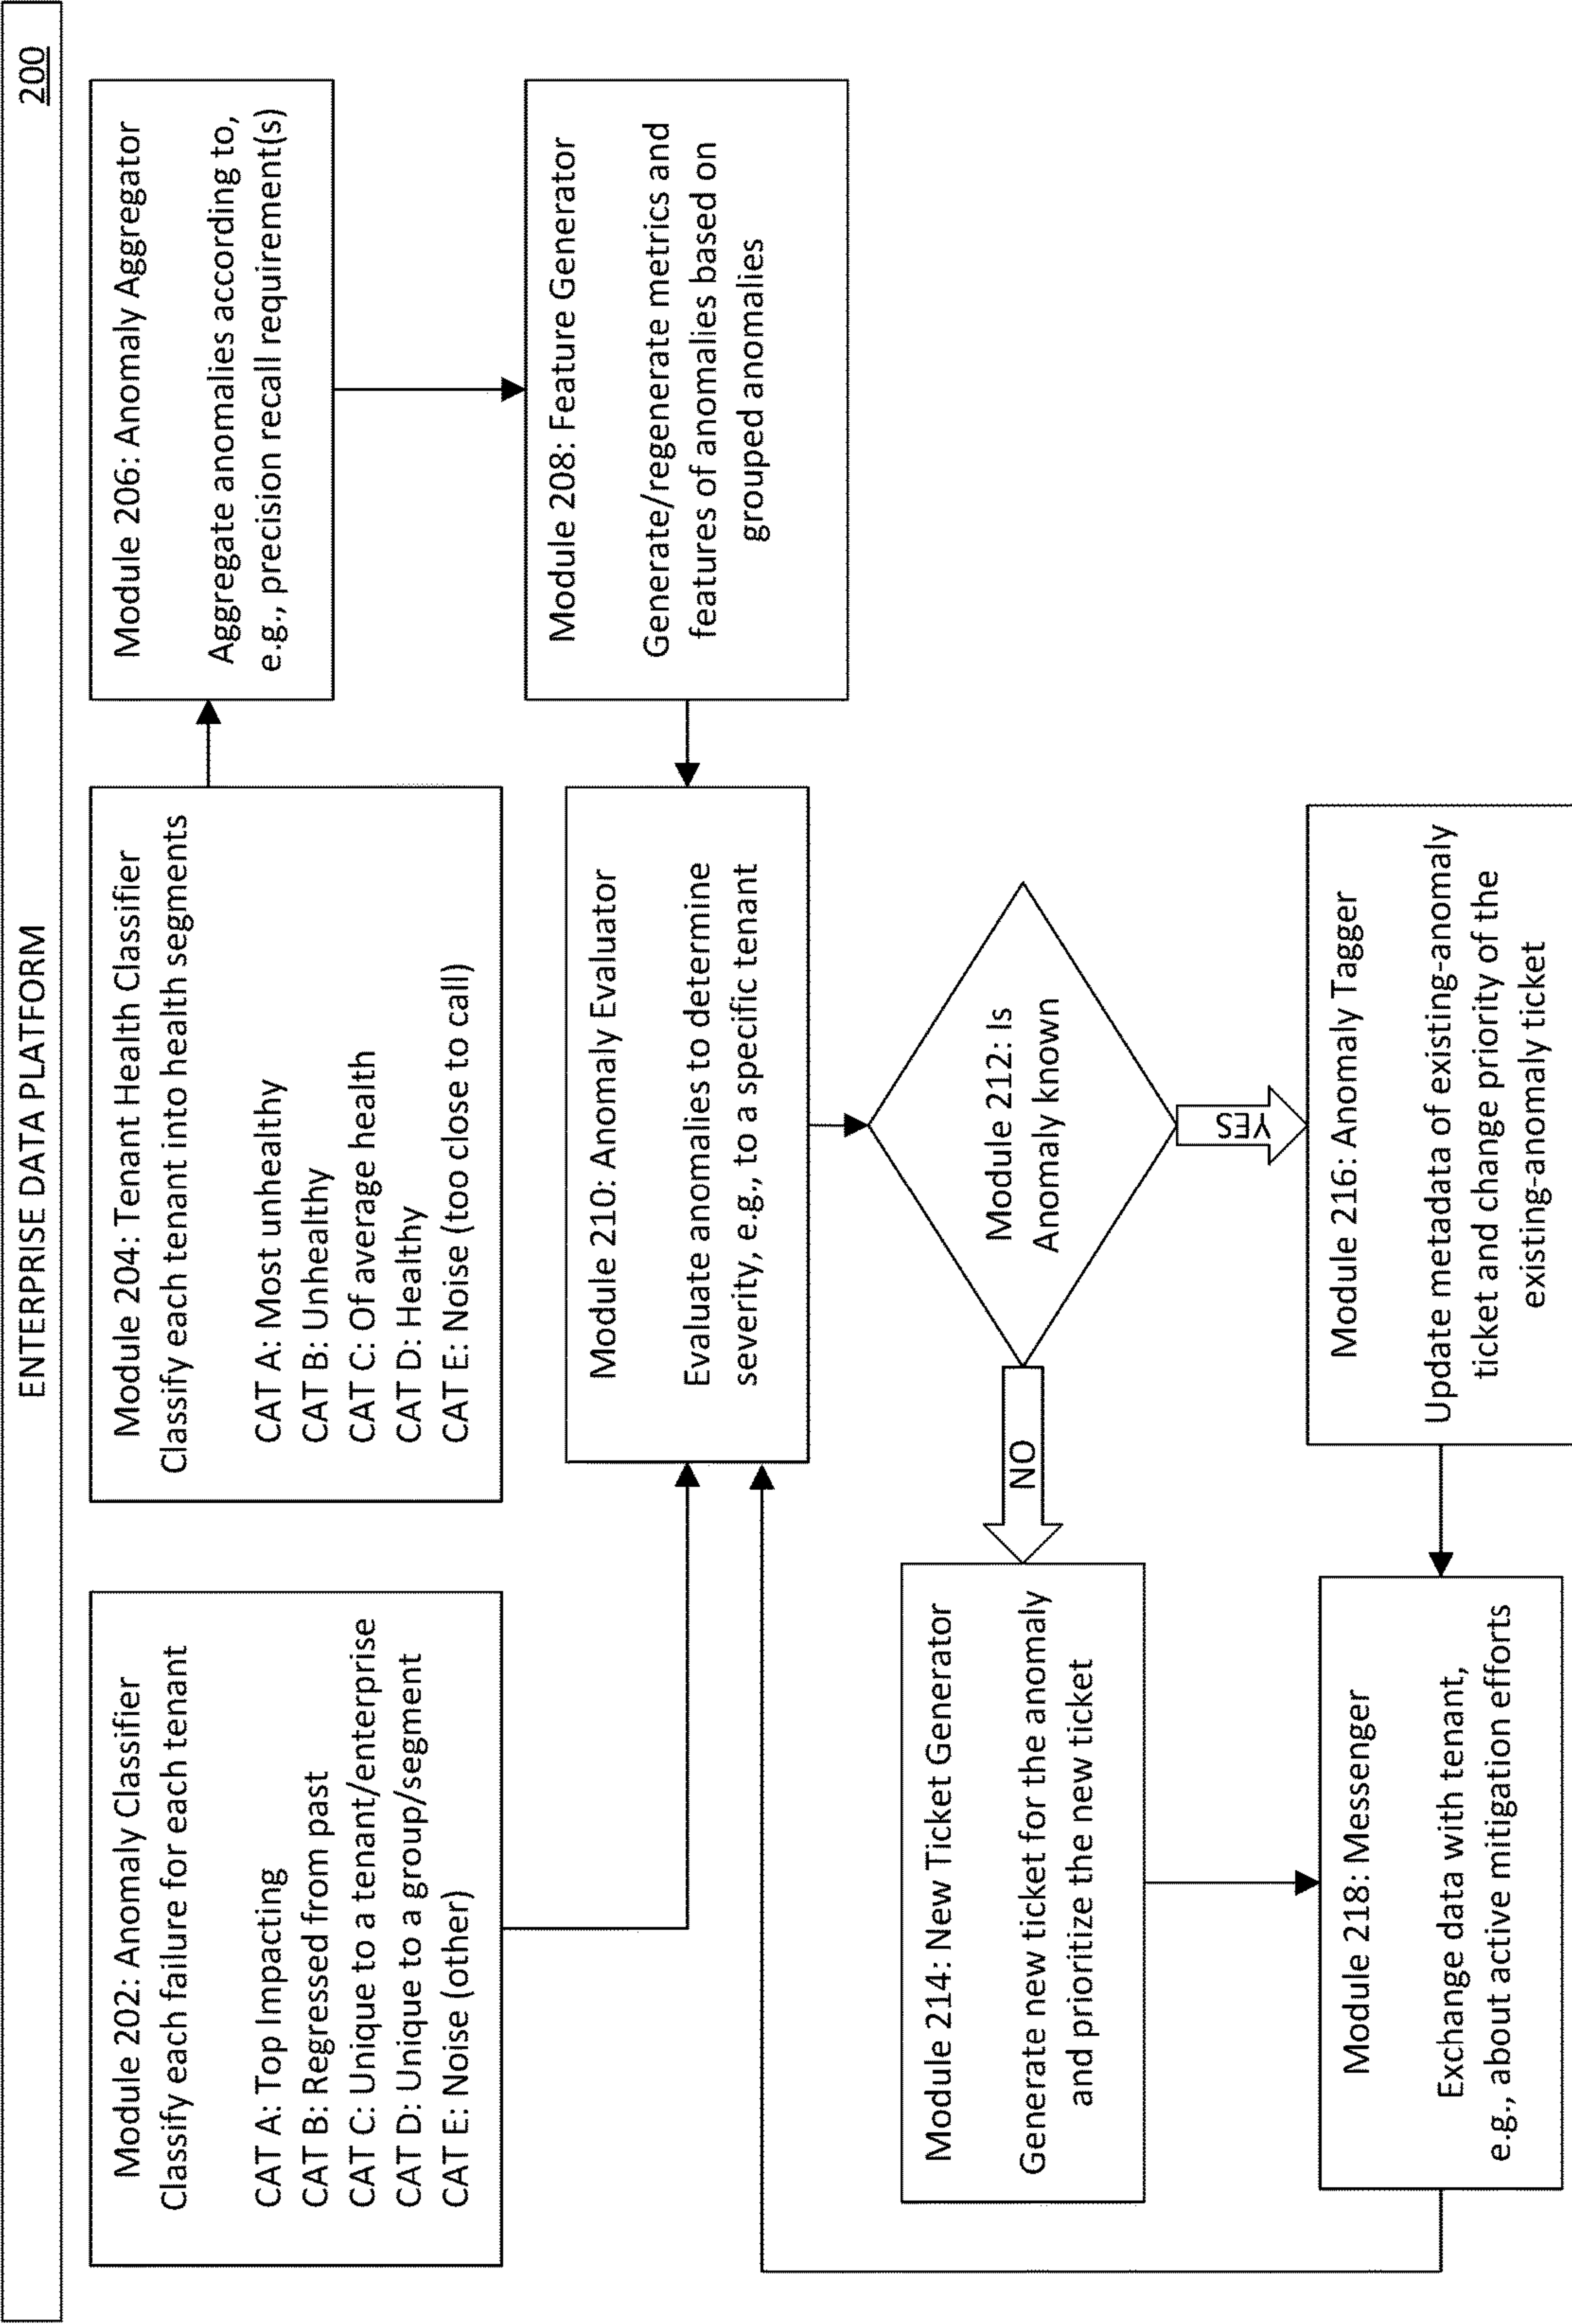 ENTERPRISE DATA PLATFORM
200
Module 202: Anomaly Classifier
Classify each failure for each tenant
CAT A: Top Impacting
CAT B: Regressed from past
CAT C: Unique to a tenant/enterprise
CAT D: Unique to a group/segment
CAT E: Noise (other)
Module 204: Tenant Health Classifier
Classify each tenant into health segments
CAT A: Most unhealthy
CAT B: Unhealthy
CAT C: Of average health
CAT D: Healthy
CAT E: Noise (too close to call)
Module 206: Anomaly Aggregator
Aggregate anomalies according to,
e.g., precision recall requirement(s)
Module 208: Feature Generator
Generate/regenerate metrics and
features of anomalies based on
grouped anomalies
Module 210: Anomaly Evaluator
Evaluate anomalies to determine
severity, e.g., to a specific tenant
Module 212: Is
Anomaly known
NO
YES
Module 214: New Ticket Generator
Generate new ticket for the anomaly
and prioritize the new ticket
Module 216: Anomaly Tagger
Update metadata of existing-anomaly
ticket and change priority of the
existing-anomaly ticket
Module 218: Messenger
Exchange data with tenant,
e.g., about active mitigation efforts